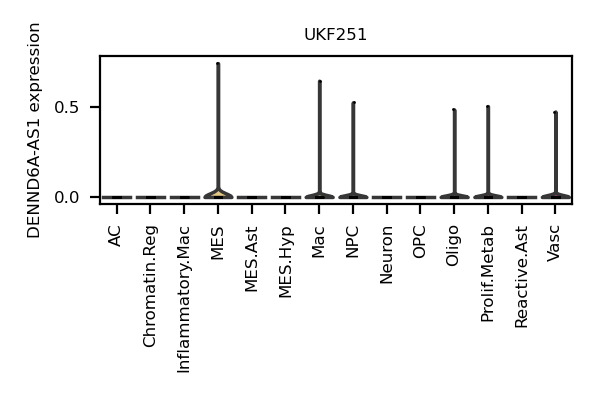 UKF251
DENND6A-AS1 expression
0.5
0.0
AC
Chromatin.Reg
Inflammatory.Mac
MES
MES.Ast
MES.Hyp
Mac
NPC
Neuron
OPC
Oligo
Prolif.Metab
Reactive.Ast
Vasc